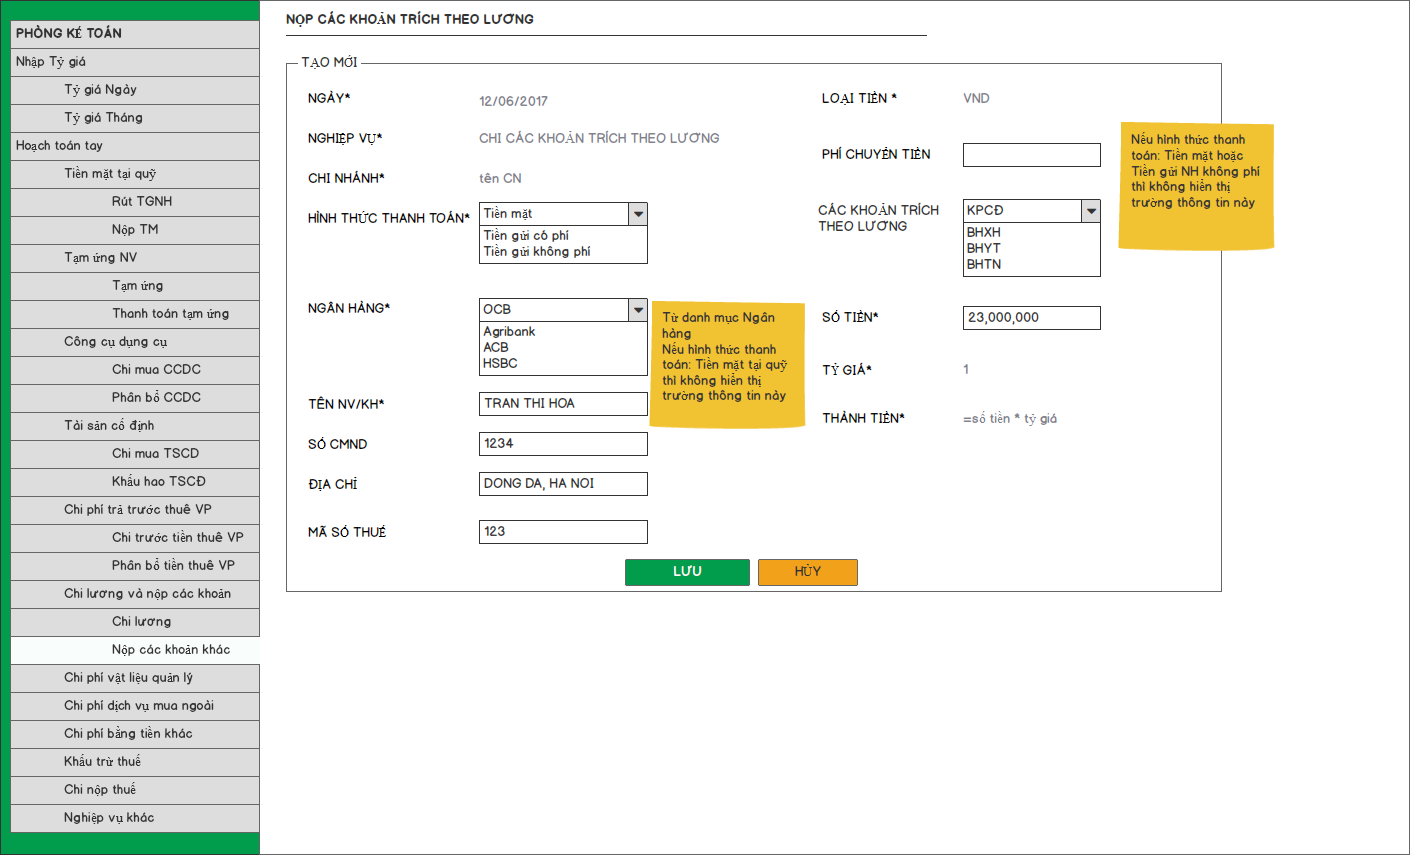 PHÒNG KẾ TOÁN
Nhập Tỷ giá
Tỷ giá Ngày
Tỷ giá Tháng
Hoạch toán tay
Tiền mặt tại quỹ
Rút TGNH
Nộp TM
Tạm ứng NV
Tạm ứng
Thanh toán tạm ứng
Công cụ dụng cụ
Chi mua CCDC
Phân bổ CCDC
Tài sản cố định
Chi mua TSCD
Khấu hao TSCĐ
Chi phí trả trước thuê VP
Chi trước tiền thuê VP
Phân bổ tiền thuê VP
Chi lương và nộp các khoản
Chi lương
Nộp các khoản khác
Chi phí vật liệu quản lý
Chi phí dịch vụ mua ngoài
Chi phí bằng tiền khác
Khấu trừ thuế
Chi nộp thuế
Nghiệp vụ khác
NỘP CÁC KHOẢN TRÍCH THEO LƯƠNG
TẠO MỚI
NGÀY*
12/06/2017
NGHIỆP VỤ*
CHI CÁC KHOẢN TRÍCH THEO LƯƠNG
CHI NHÁNH*
tên CN
HÌNH THỨC THANH TOÁN*
Tiền mặt
Tiền gửi có phí
Tiền gửi không phí
NGÂN HÀNG*
OCB
Agribank
ACB
HSBC
Từ danh mục Ngân
hàng
Nếu hình thức thanh
toán: Tiền mặt tại quỹ
thì không hiển thị
trường thông tin này
TÊN NV/KH*
TRAN THI HOA
SỐ CMND
1234
ĐỊA CHỈ
DONG DA, HA NOI
MÃ SỐ THUẾ
123
LOẠI TIỀN *
VND
PHÍ CHUYỂN TIỀN
Nếu hình thức thanh
toán: Tiền mặt hoặc
Tiền gửi NH không phí
thì không hiển thị
trường thông tin này
CÁC KHOẢN TRÍCH
THEO LƯƠNG
KPCĐ
BHXH
BHYT
BHTN
SỐ TIỀN*
23,000,000
TỶ GIÁ*
1
THÀNH TIỀN*
=số tiền * tỷ giá
LƯU
HỦY